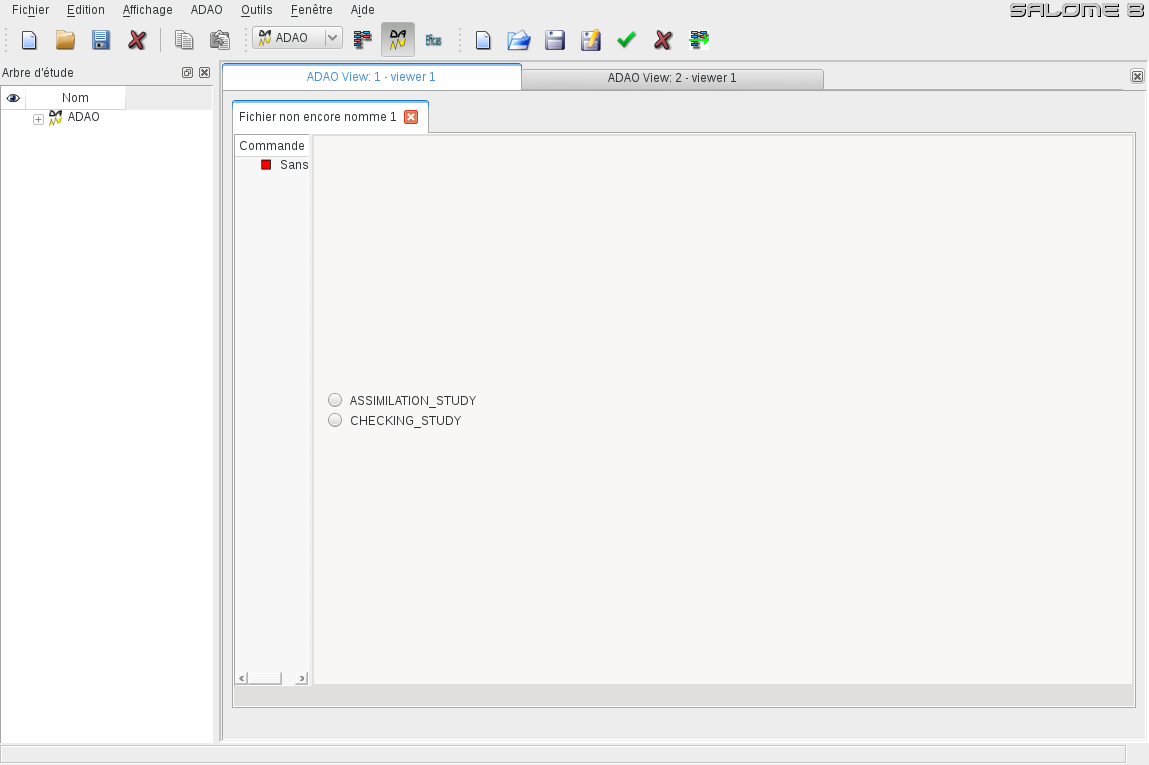 Fichier Edition Affichage ADAO Outils Fenêtre Aide SALOME 8
ADAO Eficas
Arbre d'étude
ADAO View: 1 - viewer 1 ADAO View: 2 - viewer 1
Nom
ADAO
Fichier non encore nomme 1
Commande
Sans
ASSIMILATION_STUDY
CHECKING_STUDY